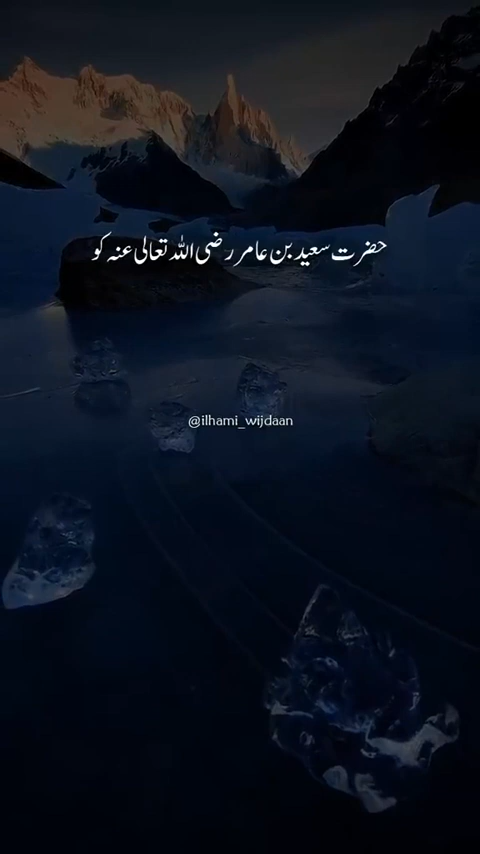 حضرت سعید بن عامر رضی اللہ تعالی عنہ کو
@ilhami_wijdaan